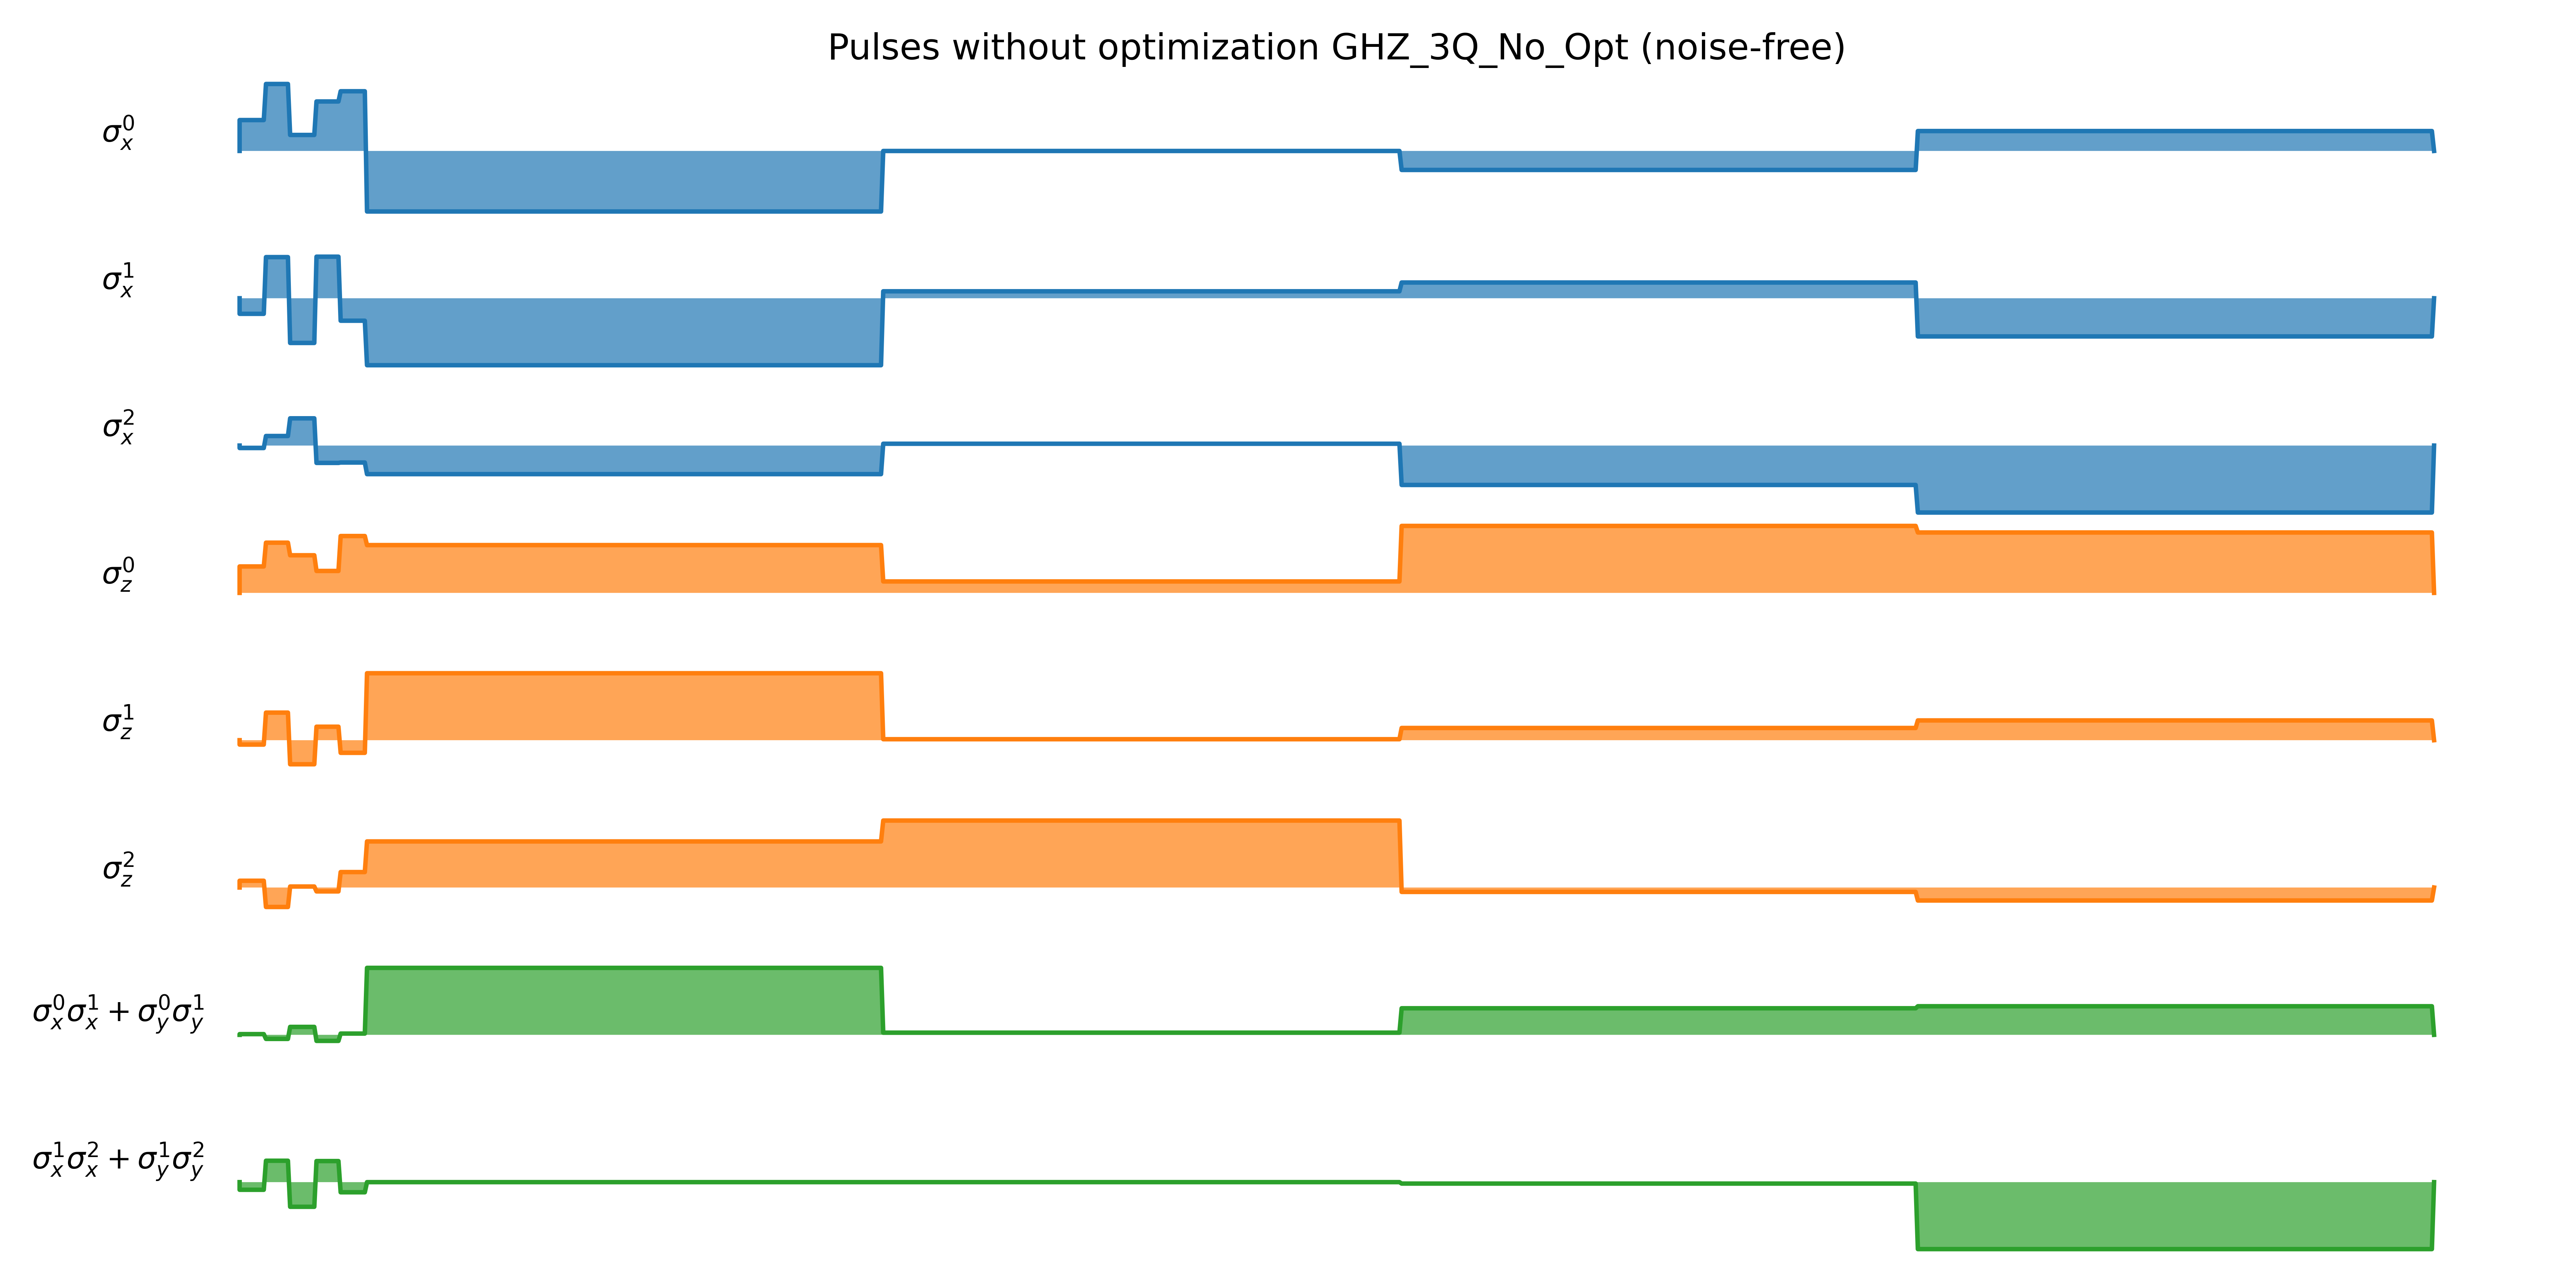 Pulses without optimization GHZ_3Q_No_Opt (noise-free)
σ_x^0
σ_x^1
σ_x^2
σ_z^0
σ_z^1
σ_z^2
σ_x^0σ_x^1 + σ_y^0σ_y^1
σ_x^1σ_x^2 + σ_y^1σ_y^2